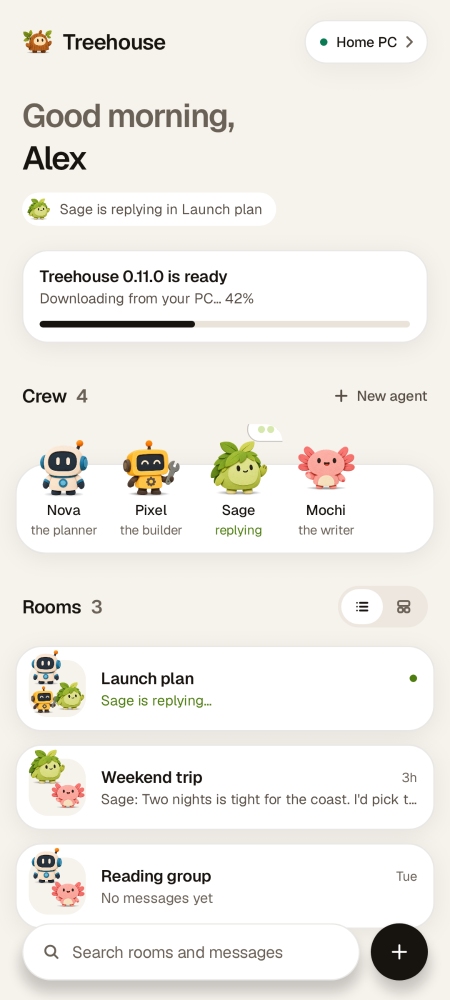 Treehouse
Home PC
Good morning,
Alex
Sage is replying in Launch plan
Treehouse 0.11.0 is ready
Downloading from your PC... 42%
Crew 4
New agent
Nova
the planner
Pixel
the builder
Sage
replying
Mochi
the writer
Rooms 3
Launch plan
Sage is replying...
Weekend trip
3h
Sage: Two nights is tight for the coast. I'd pick t...
Reading group
Tue
No messages yet
Search rooms and messages